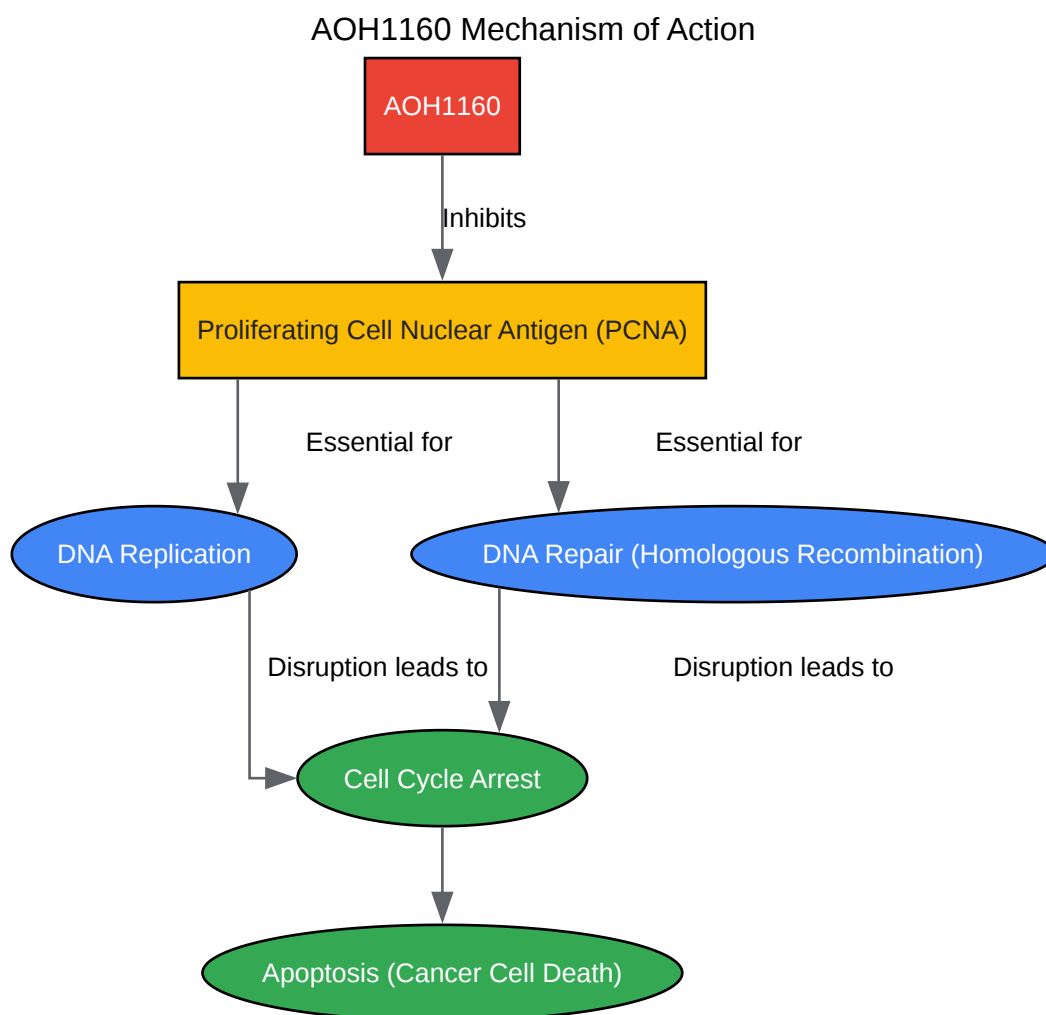 AOH1160 Mechanism of Action
AOH1160
Inhibits
Proliferating Cell Nuclear Antigen (PCNA)
Essential for
Essential for
DNA Replication
DNA Repair (Homologous Recombination)
Disruption leads to
Disruption leads to
Cell Cycle Arrest
Apoptosis (Cancer Cell Death)